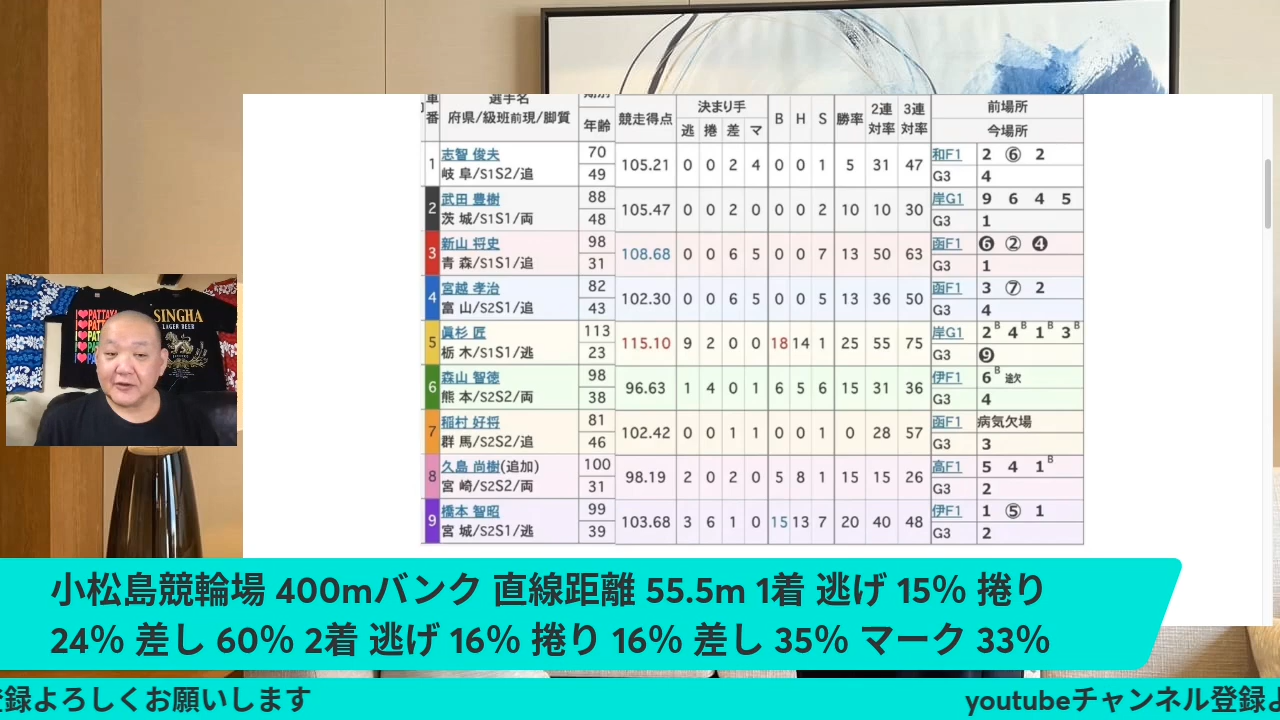 車番 選手名 府県/級班前現/脚質 年齢 競走得点 決まり手 逃 捲 差 マ B H S 勝率 2連対率 3連対率 前場所 今場所
1 志智 俊夫 岐 阜/S1S2/追 70 49 105.21 0 0 2 4 0 0 1 5 31 47 和F1 2 ⑥ 2 G3 4
2 武田 豊樹 茨 城/S1S1/両 88 48 105.47 0 0 2 0 0 0 2 10 10 30 岸G1 9 6 4 5 G3 1
3 新山 将史 青 森/S1S1/追 98 31 108.68 0 0 6 5 0 0 7 13 50 63 函F1 ❻ ② ❹ G3 1
4 宮越 孝治 富 山/S2S1/追 82 43 102.30 0 0 6 5 0 0 5 13 36 50 函F1 3 ⑦ 2 G3 4
5 眞杉 匠 栃 木/S1S1/逃 113 23 115.10 9 2 0 0 18 14 1 25 55 75 岸G1 2B 4B 1B 3B G3 ❾
6 森山 智徳 熊 本/S2S2/両 98 38 96.63 1 4 0 1 6 5 6 15 31 36 伊F1 6B 途欠 G3 4
7 稲村 好将 群 馬/S2S2/追 81 46 102.42 0 0 1 1 0 0 1 0 28 57 函F1 病気欠場 G3 3
8 久島 尚樹(追加) 宮 崎/S2S2/両 100 31 98.19 2 0 2 0 5 8 1 15 15 26 高F1 5 4 1B G3 2
9 橋本 智昭 宮 城/S2S1/逃 99 39 103.68 3 6 1 0 15 13 7 20 40 48 伊F1 1 ⑤ 1 G3 2
I❤PATTAYA
SINGHA
LAGER BEER
小松島競輪場 400mバンク 直線距離 55.5m 1着 逃げ 15% 捲り
24% 差し 60% 2着 逃げ 16% 捲り 16% 差し 35% マーク 33%
登録よろしくお願いします
youtubeチャンネル登録よ